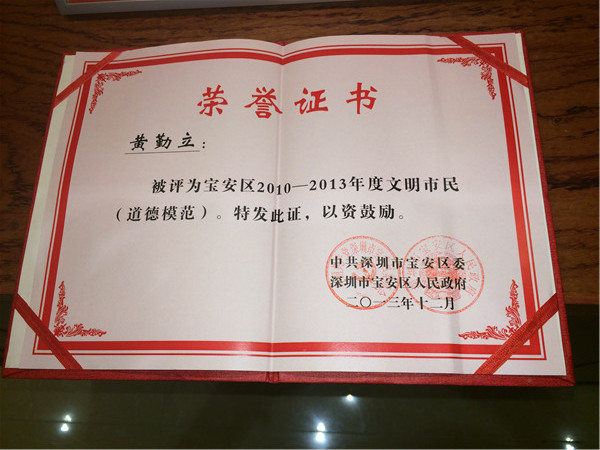 荣誉证书
黄勤立：
被评为宝安区2010—2013年度文明市民
（道德模范）。特发此证，以资鼓励。
中共深圳市宝安区委
深圳市宝安区人民政府
二〇一三年十二月